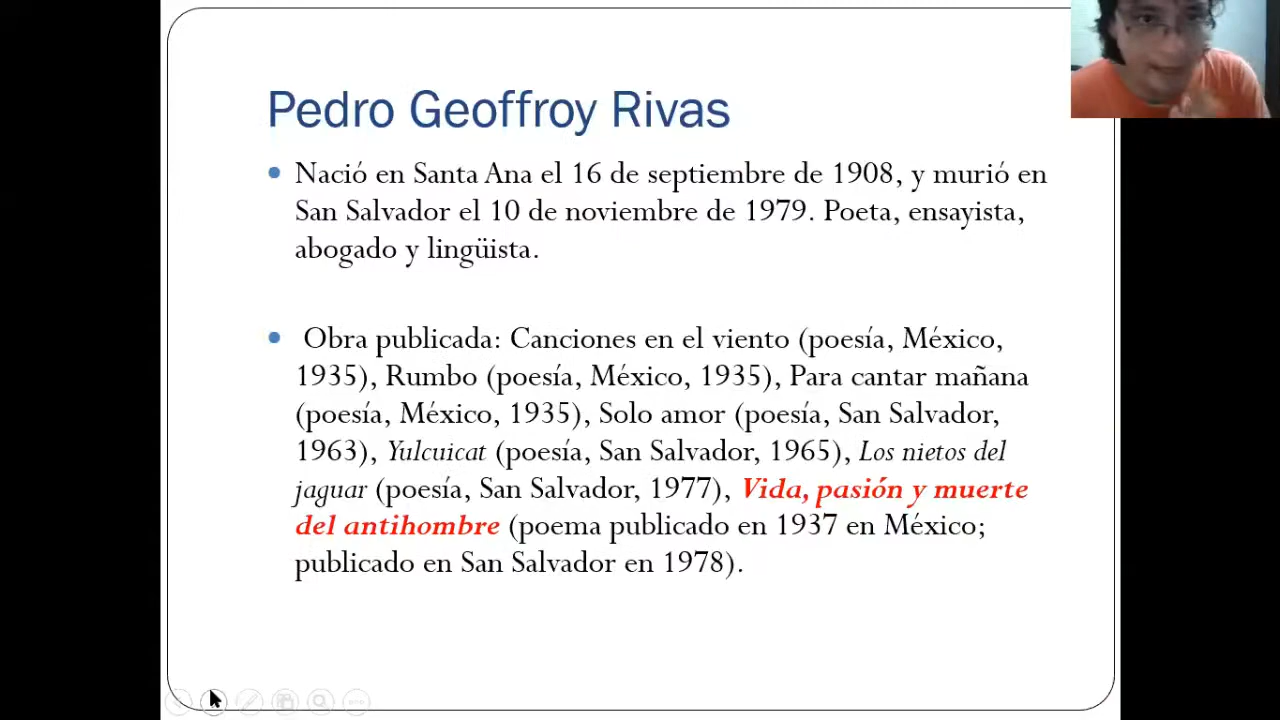 Pedro Geoffroy Rivas
• Nació en Santa Ana el 16 de septiembre de 1908, y murió en
San Salvador el 10 de noviembre de 1979. Poeta, ensayista,
abogado y lingüista.
• Obra publicada: Canciones en el viento (poesía, México,
1935), Rumbo (poesía, México, 1935), Para cantar mañana
(poesía, México, 1935), Solo amor (poesía, San Salvador,
1963), Yulcuicat (poesía, San Salvador, 1965), Los nietos del
jaguar (poesía, San Salvador, 1977), Vida, pasión y muerte
del antihombre (poema publicado en 1937 en México;
publicado en San Salvador en 1978).